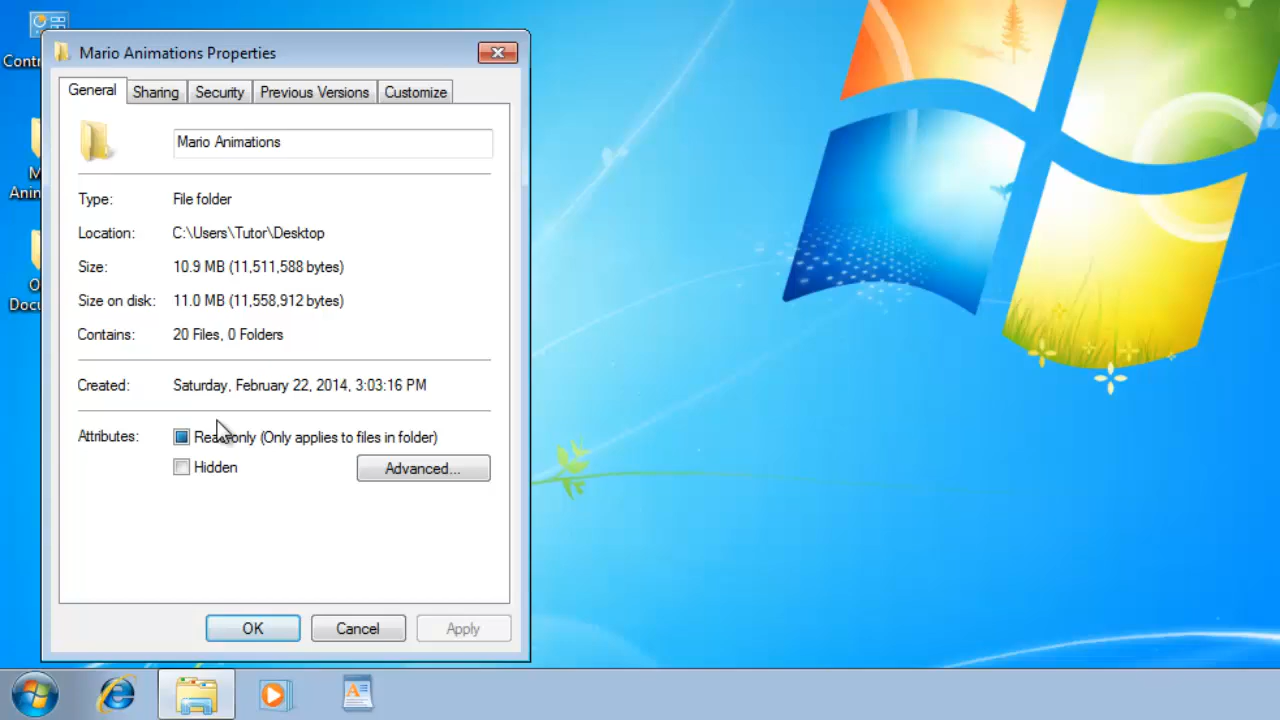 Contr
Mario Animations Properties
General
Sharing
Security
Previous Versions
Customize
Mario Animations
Type: File folder
Location: C:\Users\Tutor\Desktop
Size: 10.9 MB (11,511,588 bytes)
Size on disk: 11.0 MB (11,558,912 bytes)
Contains: 20 Files, 0 Folders
Created: Saturday, February 22, 2014, 3:03:16 PM
Attributes: Read-only (Only applies to files in folder)
Hidden
Advanced...
OK
Cancel
Apply
M
Anim
O
Docu